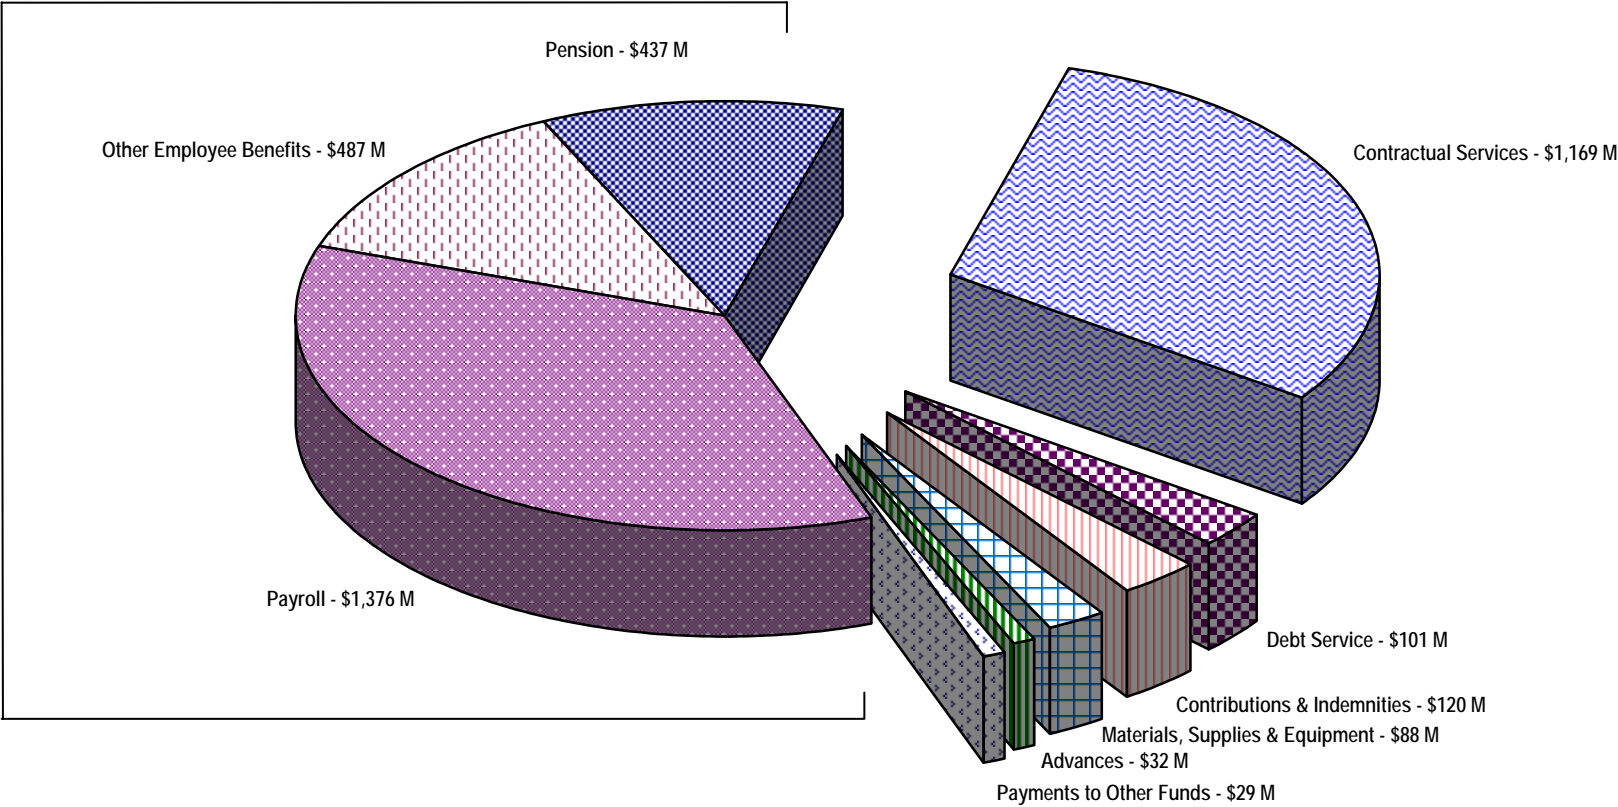 Pension - $437 M
Other Employee Benefits - $487 M
Contractual Services - $1,169 M
Payroll - $1,376 M
Debt Service - $101 M
Contributions & Indemnities - $120 M
Materials, Supplies & Equipment - $88 M
Advances - $32 M
Payments to Other Funds - $29 M